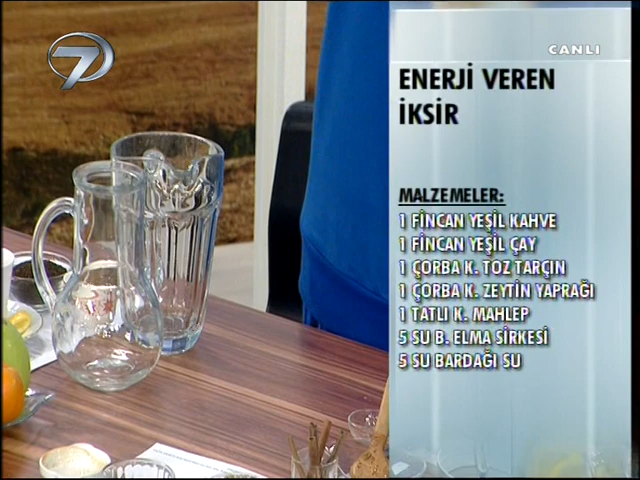 7
CANLI
ENERJİ VEREN
İKSİR
MALZEMELER:
1 FİNCAN YEŞİL KAHVE
1 FİNCAN YEŞİL ÇAY
1 ÇORBA K. TOZ TARÇIN
1 ÇORBA K. ZEYTİN YAPRAĞI
1 TATLI K. MAHLEP
5 SU B. ELMA SİRKESİ
5 SU BARDAĞI SU